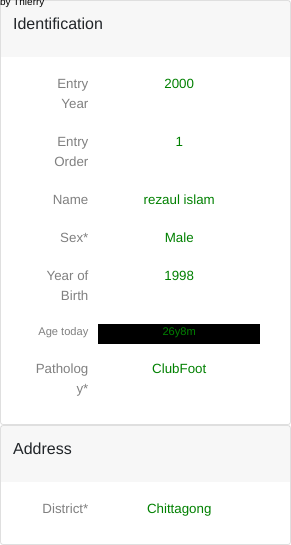 by Thierry
Identification
Entry 2000
Year
Entry 1
Order
Name rezaul islam
Sex* Male
Year of 1998
Birth
Age today 26y8m
Patholog ClubFoot
y*
Address
District* Chittagong